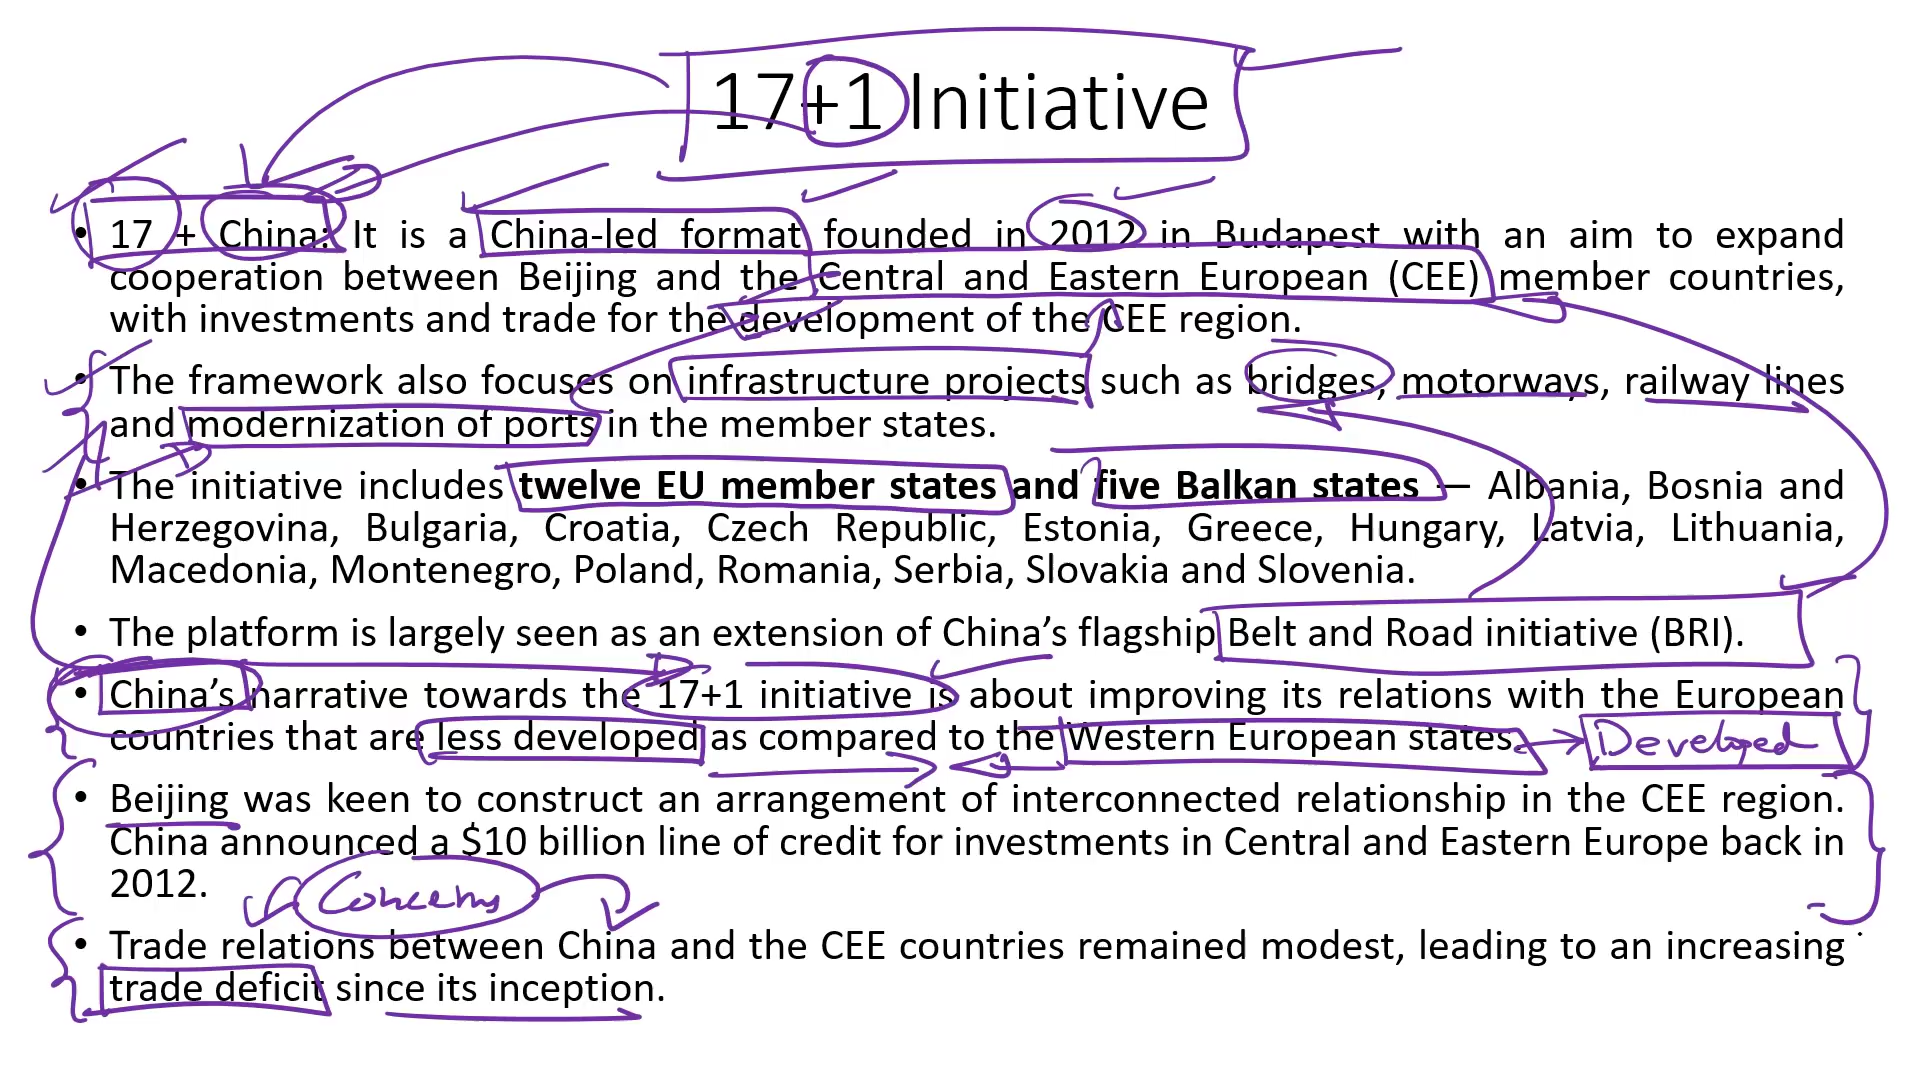 17+1 Initiative
• 17 + China: It is a China-led format founded in 2012 in Budapest with an aim to expand
cooperation between Beijing and the Central and Eastern European (CEE) member countries,
with investments and trade for the development of the CEE region.
• The framework also focuses on infrastructure projects such as bridges, motorways, railway lines
and modernization of ports in the member states.
• The initiative includes twelve EU member states and five Balkan states — Albania, Bosnia and
Herzegovina, Bulgaria, Croatia, Czech Republic, Estonia, Greece, Hungary, Latvia, Lithuania,
Macedonia, Montenegro, Poland, Romania, Serbia, Slovakia and Slovenia.
• The platform is largely seen as an extension of China’s flagship Belt and Road initiative (BRI).
• China’s narrative towards the 17+1 initiative is about improving its relations with the European
countries that are less developed as compared to the Western European states. Developed
• Beijing was keen to construct an arrangement of interconnected relationship in the CEE region.
China announced a $10 billion line of credit for investments in Central and Eastern Europe back in
2012.
Concerns
• Trade relations between China and the CEE countries remained modest, leading to an increasing
trade deficit since its inception.